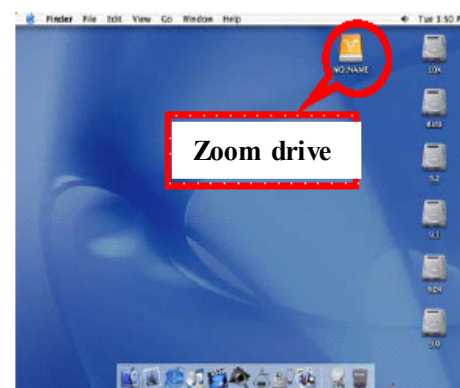 Finder File Edit View Go Window Help Tue 3:50 P
NO NAME
10X
data
9.2
9.1
9.04
9.0
Zoom drive